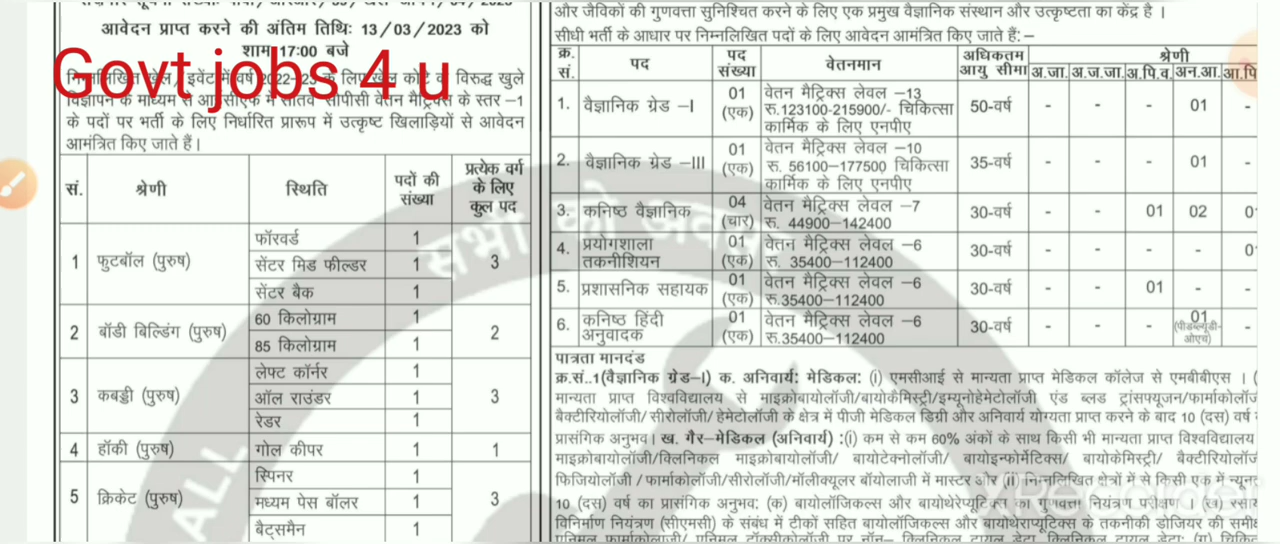 आवेदन प्राप्त करने की अंतिम तिथिः 13/03/2023 को
शाम 17:00 बजे
Govt jobs 4 u
के पदों पर भर्ती के लिए निर्धारित प्रारूप में उत्कृष्ट खिलाड़ियों से आवेदन
आमंत्रित किए जाते हैं।
सं. श्रेणी स्थिति पदों की संख्या प्रत्येक वर्ग के लिए कुल पद
1 फुटबॉल (पुरुष) फॉरवर्ड 1 3
सेंटर मिड फील्डर 1
सेंटर बैक 1
2 बॉडी बिल्डिंग (पुरुष) 60 किलोग्राम 1 2
85 किलोग्राम 1
3 कबड्डी (पुरुष) लेफ्ट कॉर्नर 1 3
ऑल राउंडर 1
रेडर 1
4 हॉकी (पुरुष) गोल कीपर 1 1
5 क्रिकेट (पुरुष) स्पिनर 1 3
मध्यम पेस बॉलर 1
बैट्समैन 1
सभी को अवसर
ALL
और जैविकों की गुणवत्ता सुनिश्चित करने के लिए एक प्रमुख वैज्ञानिक संस्थान और उत्कृष्टता का केंद्र है ।
सीधी भर्ती के आधार पर निम्नलिखित पदों के लिए आवेदन आमंत्रित किए जाते हैं: –
क्र. सं. पद पद संख्या वेतनमान अधिकतम आयु सीमा श्रेणी
अ.जा. अ.ज.जा. अ.पि.व. अन.आ. आ.पि
1. वैज्ञानिक ग्रेड –I 01 (एक) वेतन मैट्रिक्स लेवल –13 रु.123100-215900/- चिकित्सा कार्मिक के लिए एनपीए 50-वर्ष - - - 01 -
2. वैज्ञानिक ग्रेड –III 01 (एक) वेतन मैट्रिक्स लेवल –10 रु. 56100-177500 चिकित्सा कार्मिक के लिए एनपीए 35-वर्ष - - - 01 -
3. कनिष्ठ वैज्ञानिक 04 (चार) वेतन मैट्रिक्स लेवल –7 रु. 44900–142400 30-वर्ष - - 01 02
4. प्रयोगशाला तकनीशियन 01 (एक) वेतन मैट्रिक्स लेवल –6 रु. 35400–112400 30-वर्ष - - - -
5. प्रशासनिक सहायक 01 (एक) वेतन मैट्रिक्स लेवल –6 रु.35400–112400 30-वर्ष - - 01 - -
6. कनिष्ठ हिंदी अनुवादक 01 (एक) वेतन मैट्रिक्स लेवल –6 रु.35400–112400 30-वर्ष - - - 01 (पीडब्ल्यूडी-ओएच) -
पात्रता मानदंड
क्र.सं..1(वैज्ञानिक ग्रेड–I) क. अनिवार्य: मेडिकल: (i) एमसीआई से मान्यता प्राप्त मेडिकल कॉलेज से एमबीबीएस । (
मान्यता प्राप्त विश्वविद्यालय से माइक्रोबायोलॉजी/बायोकैमिस्ट्री/इम्यूनोहेमेटोलॉजी एंड ब्लड ट्रांसफ्यूजन/फार्माकोलॉजी
बैक्टीरियोलॉजी/ सीरोलॉजी/ हेमेटोलॉजी के क्षेत्र में पीजी मेडिकल डिग्री और अनिवार्य योग्यता प्राप्त करने के बाद 10 (दस) वर्ष
प्रासंगिक अनुभव। ख. गैर–मेडिकल (अनिवार्य) :(i) कम से कम 60% अंकों के साथ किसी भी मान्यता प्राप्त विश्वविद्यालय
माइक्रोबायोलॉजी/क्लिनिकल माइक्रोबायोलॉजी/ बायोटेक्नोलॉजी/ बायोइन्फोर्मेटिक्स/ बायोकेमिस्ट्री/ बैक्टीरियोलॉजी
फिजियोलॉजी /फार्माकोलॉजी/सीरोलॉजी/मॉलीक्यूलर बॉयोलाजी में मास्टर और (ii) निम्नलिखित क्षेत्रों में से किसी एक में
10 (दस) वर्ष का प्रासंगिक अनुभव: (क) बायोलॉजिकल्स और बायोथेरेप्यूटिक्स का गुणवत्ता नियंत्रण परीक्षण
विनिर्माण नियंत्रण (सीएमसी) के संबंध में टीकों सहित बायोलॉजिकल्स और बायोथेराप्यूटिक्स के तकनीकी डोजियर की
XRecorder